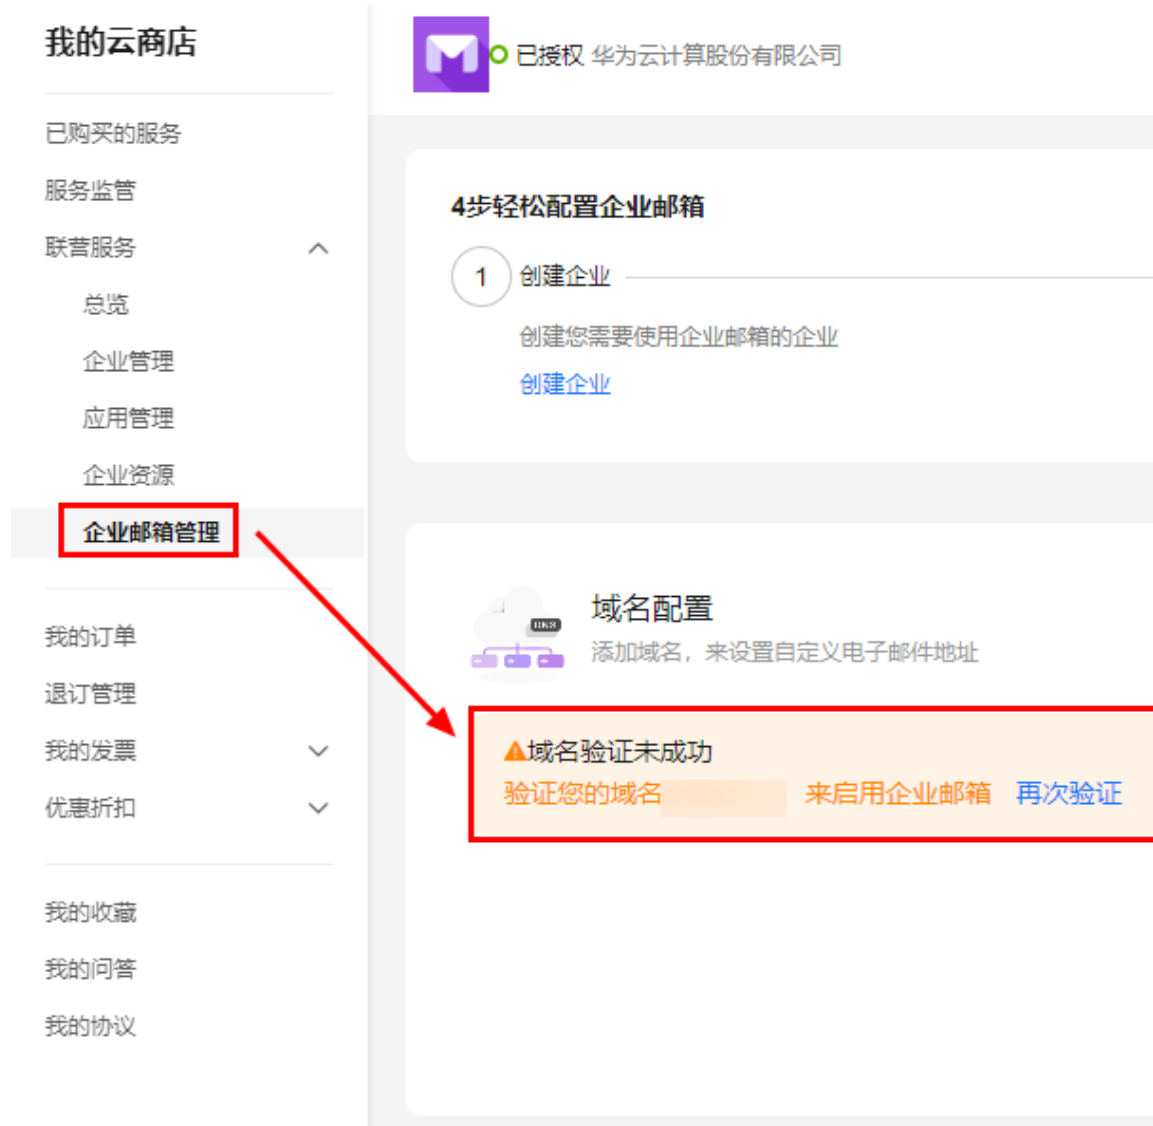 我的云商店
已购买的服务
服务监管
联营服务
总览
企业管理
应用管理
企业资源
企业邮箱管理
我的订单
退订管理
我的发票
优惠折扣
我的收藏
我的问答
我的协议
已授权 华为云计算股份有限公司
4步轻松配置企业邮箱
1 创建企业
创建您需要使用企业邮箱的企业
创建企业
域名配置
添加域名，来设置自定义电子邮件地址
域名验证未成功
验证您的域名 来启用企业邮箱 再次验证